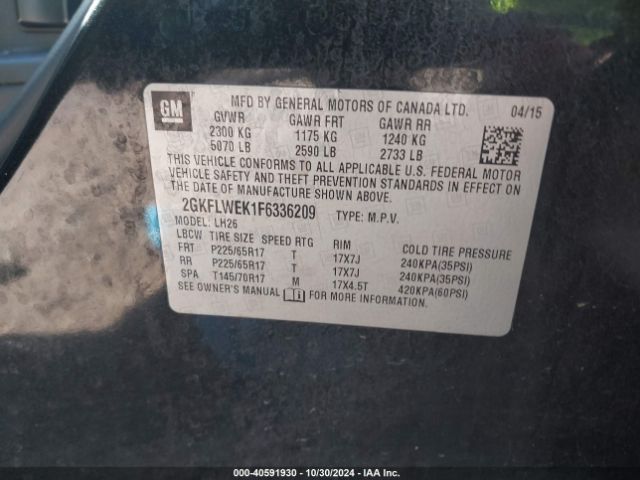 GM
MFD BY GENERAL MOTORS OF CANADA LTD. 04/15
GVWR GAWR FRT GAWR RR
2300 KG 1175 KG 1240 KG
5070 LB 2590 LB 2733 LB
THIS VEHICLE CONFORMS TO ALL APPLICABLE U.S. FEDERAL MOTOR
VEHICLE SAFETY AND THEFT PREVENTION STANDARDS IN EFFECT ON
THE DATE OF MANUFACTURE SHOWN ABOVE.
2GKFLWEK1F6336209 TYPE: M.P.V.
MODEL: LH26
LBCW TIRE SIZE SPEED RTG RIM COLD TIRE PRESSURE
FRT P225/65R17 T 17X7J 240KPA(35PSI)
RR P225/65R17 T 17X7J 240KPA(35PSI)
SPA T145/70R17 M 17X4.5T 420KPA(60PSI)
SEE OWNER'S MANUAL FOR MORE INFORMATION.
000-40591930 - 10/30/2024 - IAA Inc.